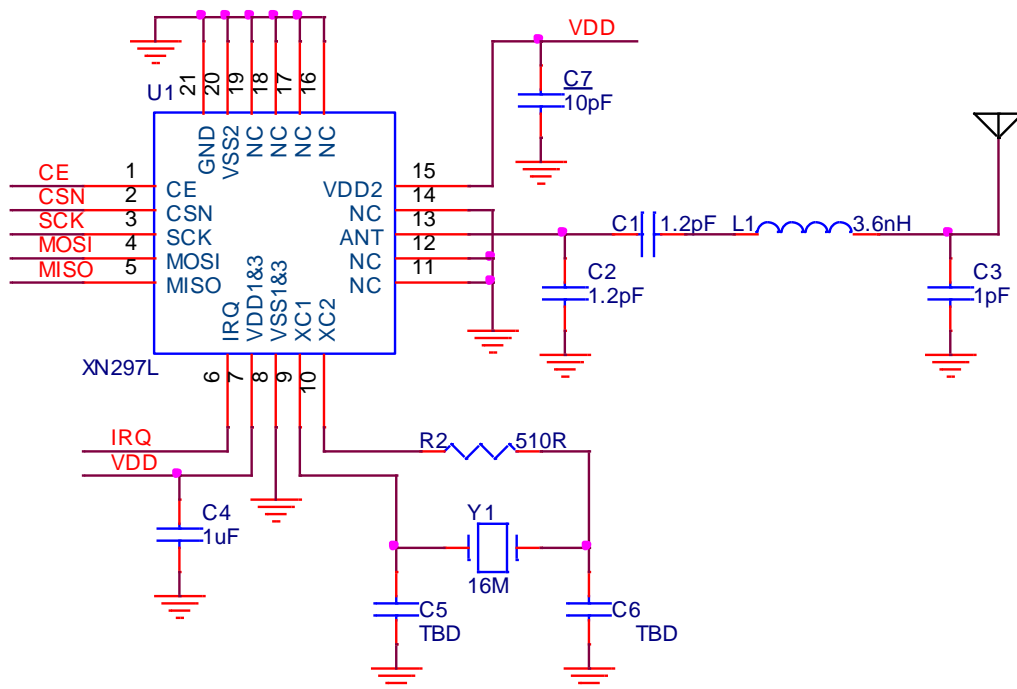 VDD
C7
10pF
21
20
19
18
17
16
U1
GND
VSS2
NC
NC
NC
NC
CE
1
CE
CSN
2
CSN
SCK
3
SCK
MOSI
4
MOSI
MISO
5
MISO
VDD2
15
NC
14
ANT
13
NC
12
NC
11
C1
1.2pF
L1
3.6nH
C2
1.2pF
C3
1pF
IRQ
VDD1&3
VSS1&3
XC1
XC2
XN297L
6
7
8
9
10
IRQ
VDD
R2
510R
C4
1uF
Y1
16M
C5
TBD
C6
TBD